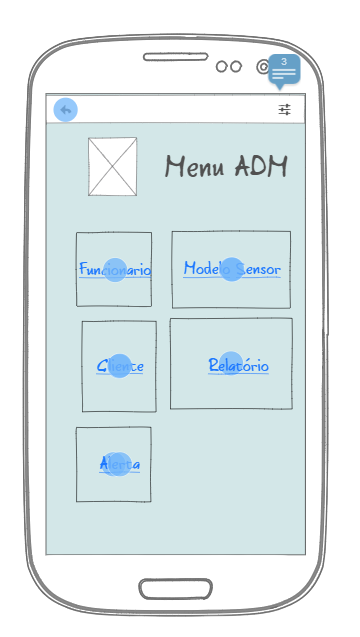 3
Menu ADM
Funcionario
Modelo Sensor
Cliente
Relatório
Alerta